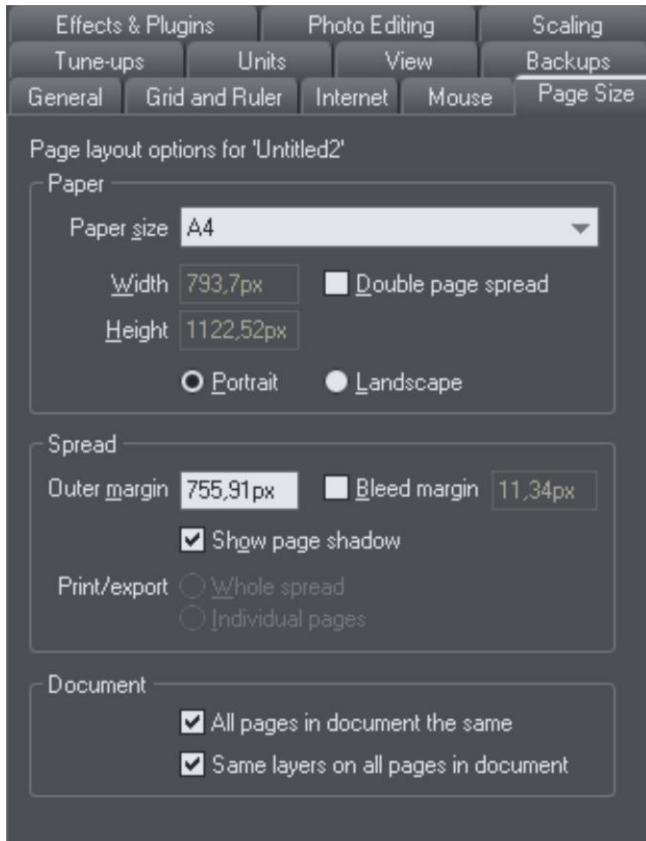 Effects & Plugins Photo Editing Scaling
Tune-ups Units View Backups
General Grid and Ruler Internet Mouse Page Size
Page layout options for 'Untitled2'
Paper
Paper size A4
Width 793,7px Double page spread
Height 1122,52px
Portrait Landscape
Spread
Outer margin 755,91px Bleed margin 11,34px
Show page shadow
Print/export Whole spread
Individual pages
Document
All pages in document the same
Same layers on all pages in document